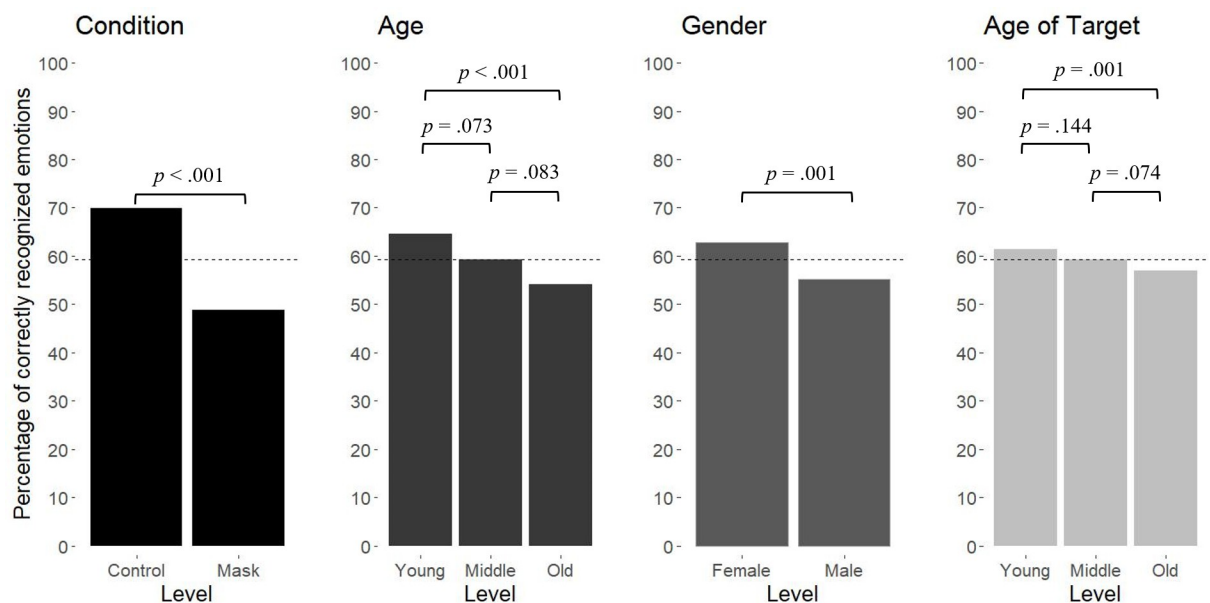 Condition
Age
Gender
Age of Target
Percentage of correctly recognized emotions
100
90
80
70
60
50
40
30
20
10
0
p < .001
Control
Mask
Level
100
90
80
70
60
50
40
30
20
10
0
p < .001
p = .073
p = .083
Young
Middle
Old
Level
100
90
80
70
60
50
40
30
20
10
0
p = .001
Female
Male
Level
100
90
80
70
60
50
40
30
20
10
0
p = .001
p = .144
p = .074
Young
Middle
Old
Level